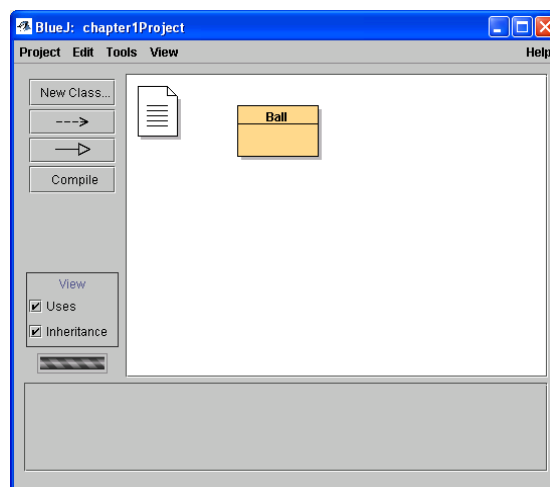 BlueJ: chapter1Project
Project Edit Tools View Help
New Class...
Ball
Compile
View
Uses
Inheritance